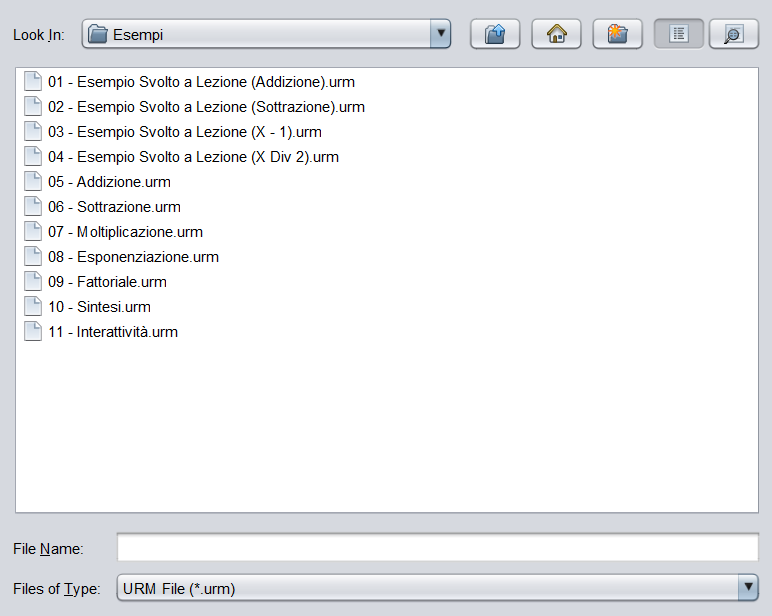 Look In: Esempi
01 - Esempio Svolto a Lezione (Addizione).urm
02 - Esempio Svolto a Lezione (Sottrazione).urm
03 - Esempio Svolto a Lezione (X - 1).urm
04 - Esempio Svolto a Lezione (X Div 2).urm
05 - Addizione.urm
06 - Sottrazione.urm
07 - Moltiplicazione.urm
08 - Esponenziazione.urm
09 - Fattoriale.urm
10 - Sintesi.urm
11 - Interattività.urm
File Name:
Files of Type: URM File (*.urm)